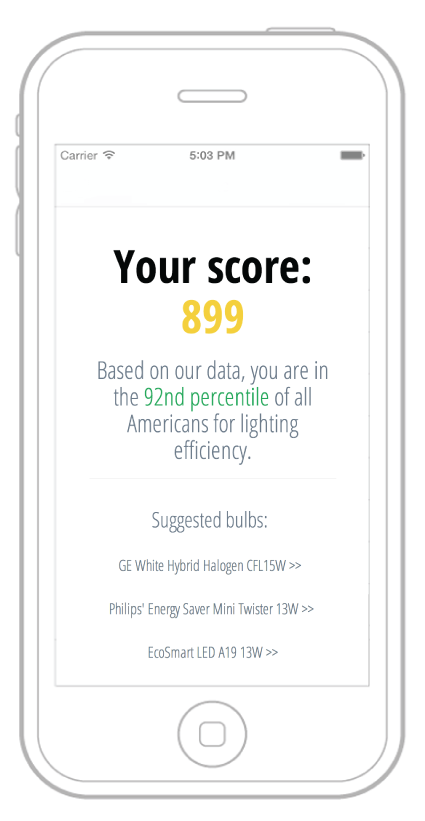 Carrier 5:03 PM
Your score:
899
Based on our data, you are in
the 92nd percentile of all
Americans for lighting
efficiency.
Suggested bulbs:
GE White Hybrid Halogen CFL15W >>
Philips' Energy Saver Mini Twister 13W >>
EcoSmart LED A19 13W >>